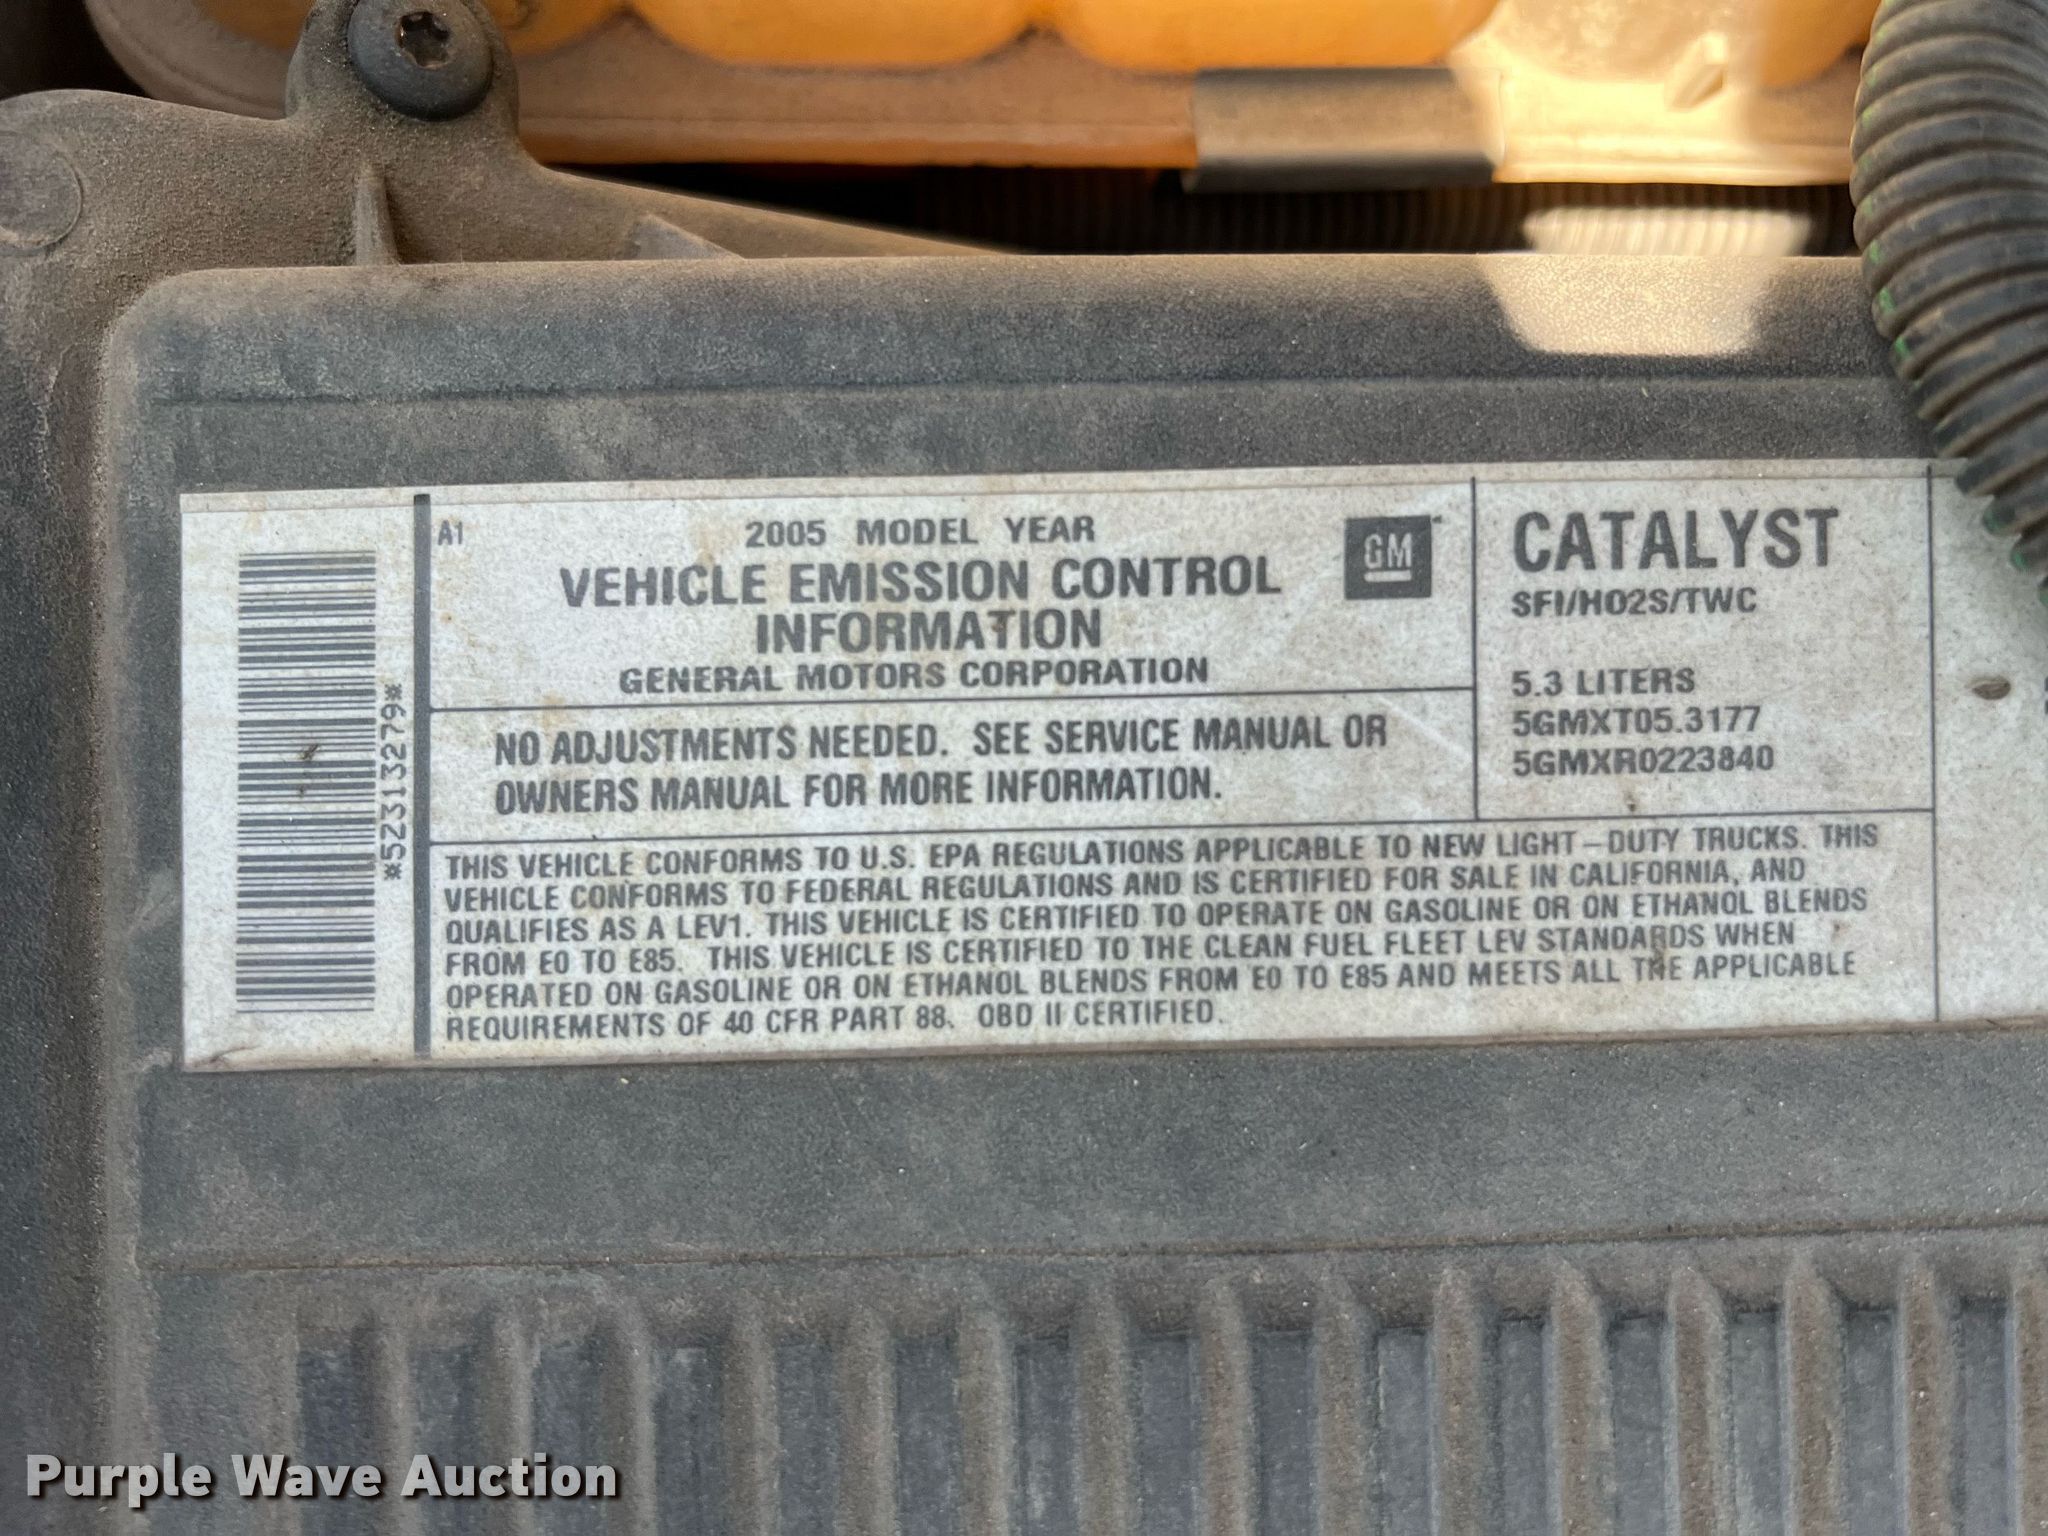 *52313279*
A1
2005 MODEL YEAR
VEHICLE EMISSION CONTROL
INFORMATION
GENERAL MOTORS CORPORATION
GM
NO ADJUSTMENTS NEEDED. SEE SERVICE MANUAL OR
OWNERS MANUAL FOR MORE INFORMATION.
CATALYST
SFI/HO2S/TWC
5.3 LITERS
5GMXT05.3177
5GMXR0223840
THIS VEHICLE CONFORMS TO U.S. EPA REGULATIONS APPLICABLE TO NEW LIGHT-DUTY TRUCKS. THIS
VEHICLE CONFORMS TO FEDERAL REGULATIONS AND IS CERTIFIED FOR SALE IN CALIFORNIA, AND
QUALIFIES AS A LEV1. THIS VEHICLE IS CERTIFIED TO OPERATE ON GASOLINE OR ON ETHANOL BLENDS
FROM E0 TO E85. THIS VEHICLE IS CERTIFIED TO THE CLEAN FUEL FLEET LEV STANDARDS WHEN
OPERATED ON GASOLINE OR ON ETHANOL BLENDS FROM E0 TO E85 AND MEETS ALL THE APPLICABLE
REQUIREMENTS OF 40 CFR PART 88. OBD II CERTIFIED.
Purple Wave Auction